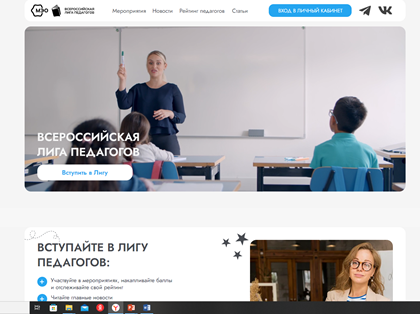 МЭО
ВСЕРОССИЙСКАЯ
ЛИГА ПЕДАГОГОВ
Мероприятия Новости Рейтинг педагогов Статьи
ВХОД В ЛИЧНЫЙ КАБИНЕТ
ВСЕРОССИЙСКАЯ
ЛИГА ПЕДАГОГОВ
Вступить в Лигу
ВСТУПАЙТЕ В ЛИГУ
ПЕДАГОГОВ:
Участвуйте в мероприятиях, накапливайте баллы
и отслеживайте свой рейтинг
Читайте главные новости